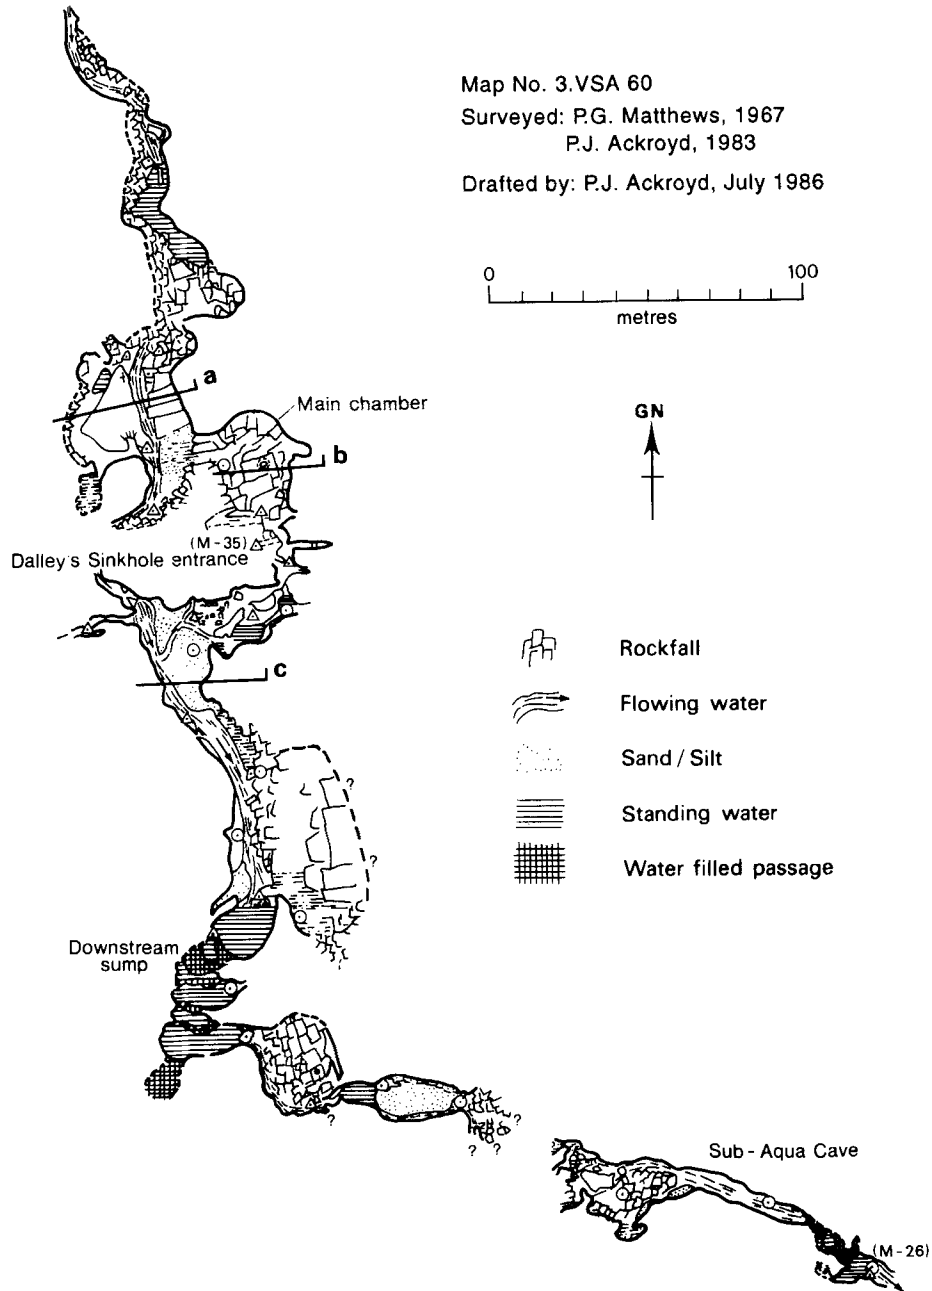 Map No. 3.VSA 60
Surveyed: P.G. Matthews, 1967
P.J. Ackroyd, 1983
Drafted by: P.J. Ackroyd, July 1986
0 100
metres
a
Main chamber
GN
b
(M-35)
Dalley's Sinkhole entrance
c
Rockfall
Flowing water
Sand / Silt
Standing water
Water filled passage
?
?
Downstream
sump
?
?
? ?
Sub-Aqua Cave
(M-26)